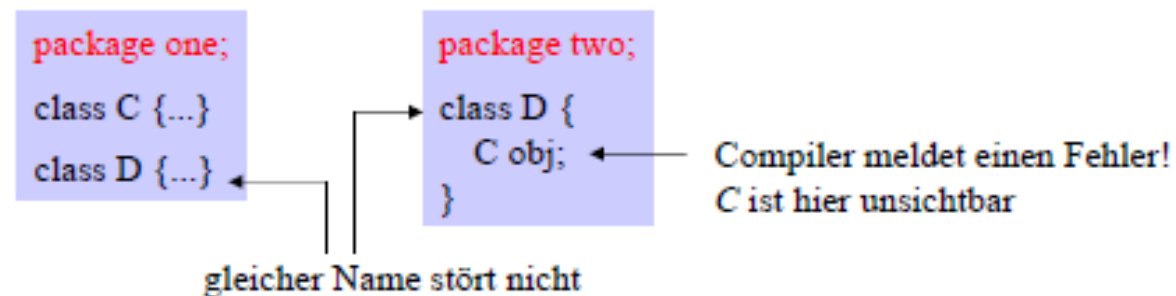 package one;
class C {...}
class D {...}
package two;
class D {
C obj;
}
Compiler meldet einen Fehler!
C ist hier unsichtbar
gleicher Name stört nicht